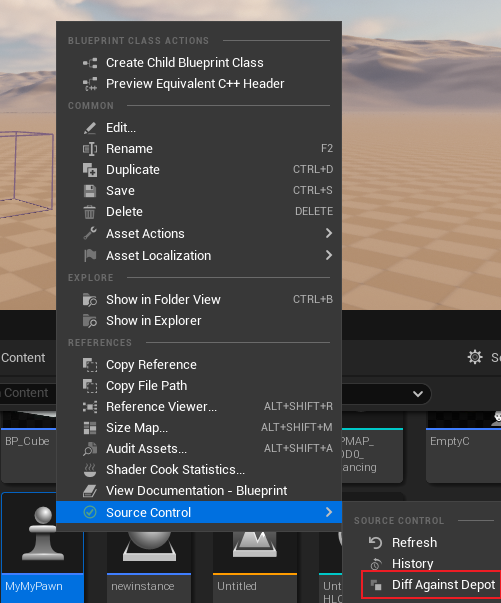 BLUEPRINT CLASS ACTIONS
Create Child Blueprint Class
Preview Equivalent C++ Header
COMMON
Edit...
Rename F2
Duplicate CTRL+D
Save CTRL+S
Delete DELETE
Asset Actions
Asset Localization
EXPLORE
Show in Folder View CTRL+B
Show in Explorer
REFERENCES
Copy Reference
Copy File Path
Reference Viewer... ALT+SHIFT+R
Size Map... ALT+SHIFT+M
Audit Assets... ALT+SHIFT+A
Shader Cook Statistics...
View Documentation - Blueprint
Source Control
SOURCE CONTROL
Refresh
History
Diff Against Depot
Content
Content
BP_Cube
PMAP_
OD0_
ancing
EmptyC
MyMyPawn
newinstance
Untitled
Unt
HLO